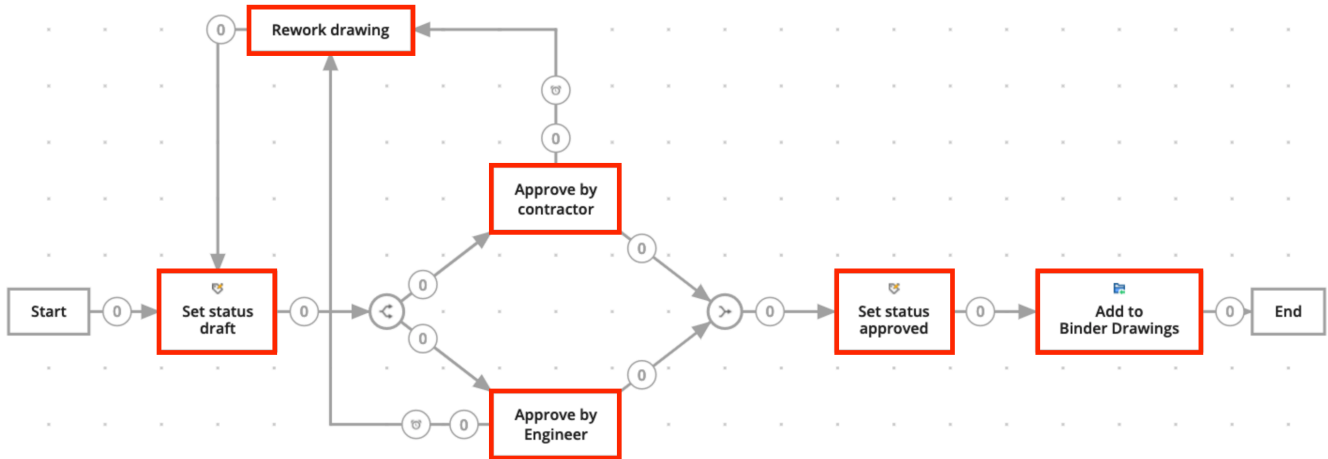 0
Rework drawing
0
Approve by
contractor
0
0
Start
0
Set status
draft
0
0
Set status
approved
0
Add to
Binder Drawings
0
End
0
0
0
Approve by
Engineer